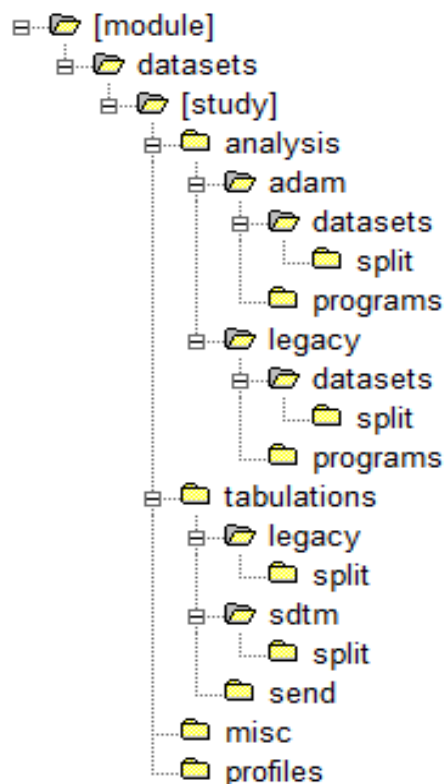 [module]
datasets
[study]
analysis
adam
datasets
split
programs
legacy
datasets
split
programs
tabulations
legacy
split
sdtm
split
send
misc
profiles